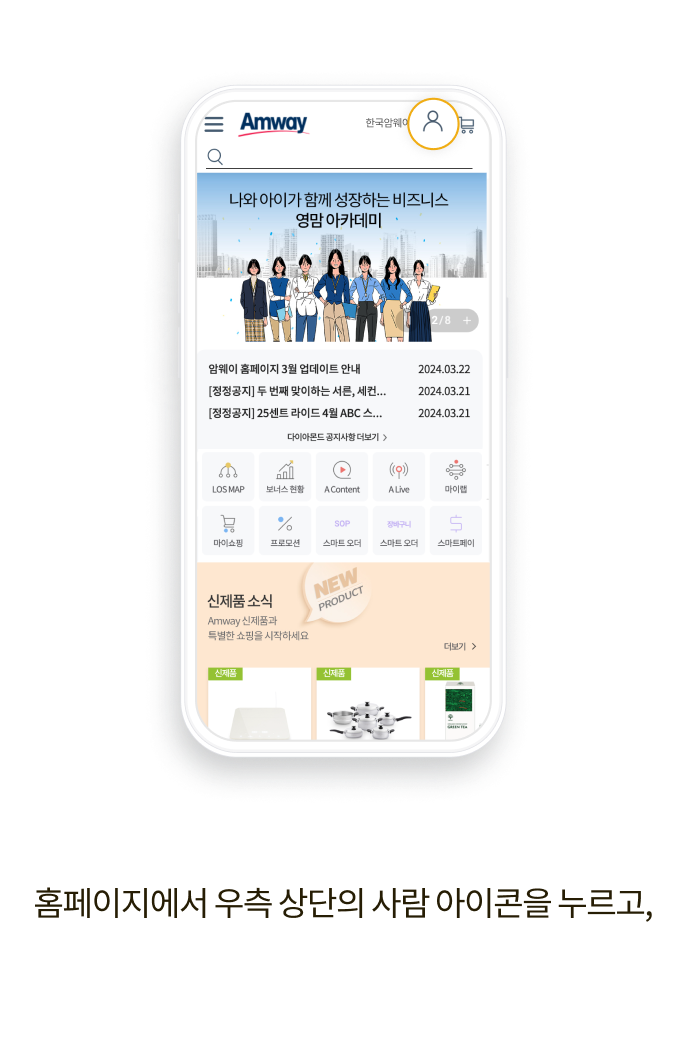 Amway
한국암웨이
나와 아이가 함께 성장하는 비즈니스
영맘 아카데미
2 / 8 +
암웨이 홈페이지 3월 업데이트 안내 2024.03.22
[정정공지] 두 번째 맞이하는 서른, 세컨... 2024.03.21
[정정공지] 25센트 라이드 4월 ABC 스... 2024.03.21
다이아몬드 공지사항 더보기 >
LOS MAP 보너스 현황 A Content A Live 마이랩
SOP 장바구니
마이쇼핑 프로모션 스마트 오더 스마트 오더 스마트페이
NEW
PRODUCT
신제품 소식
Amway 신제품과
특별한 쇼핑을 시작하세요
더보기 >
신제품 신제품 신제품
GREEN TEA
홈페이지에서 우측 상단의 사람 아이콘을 누르고,